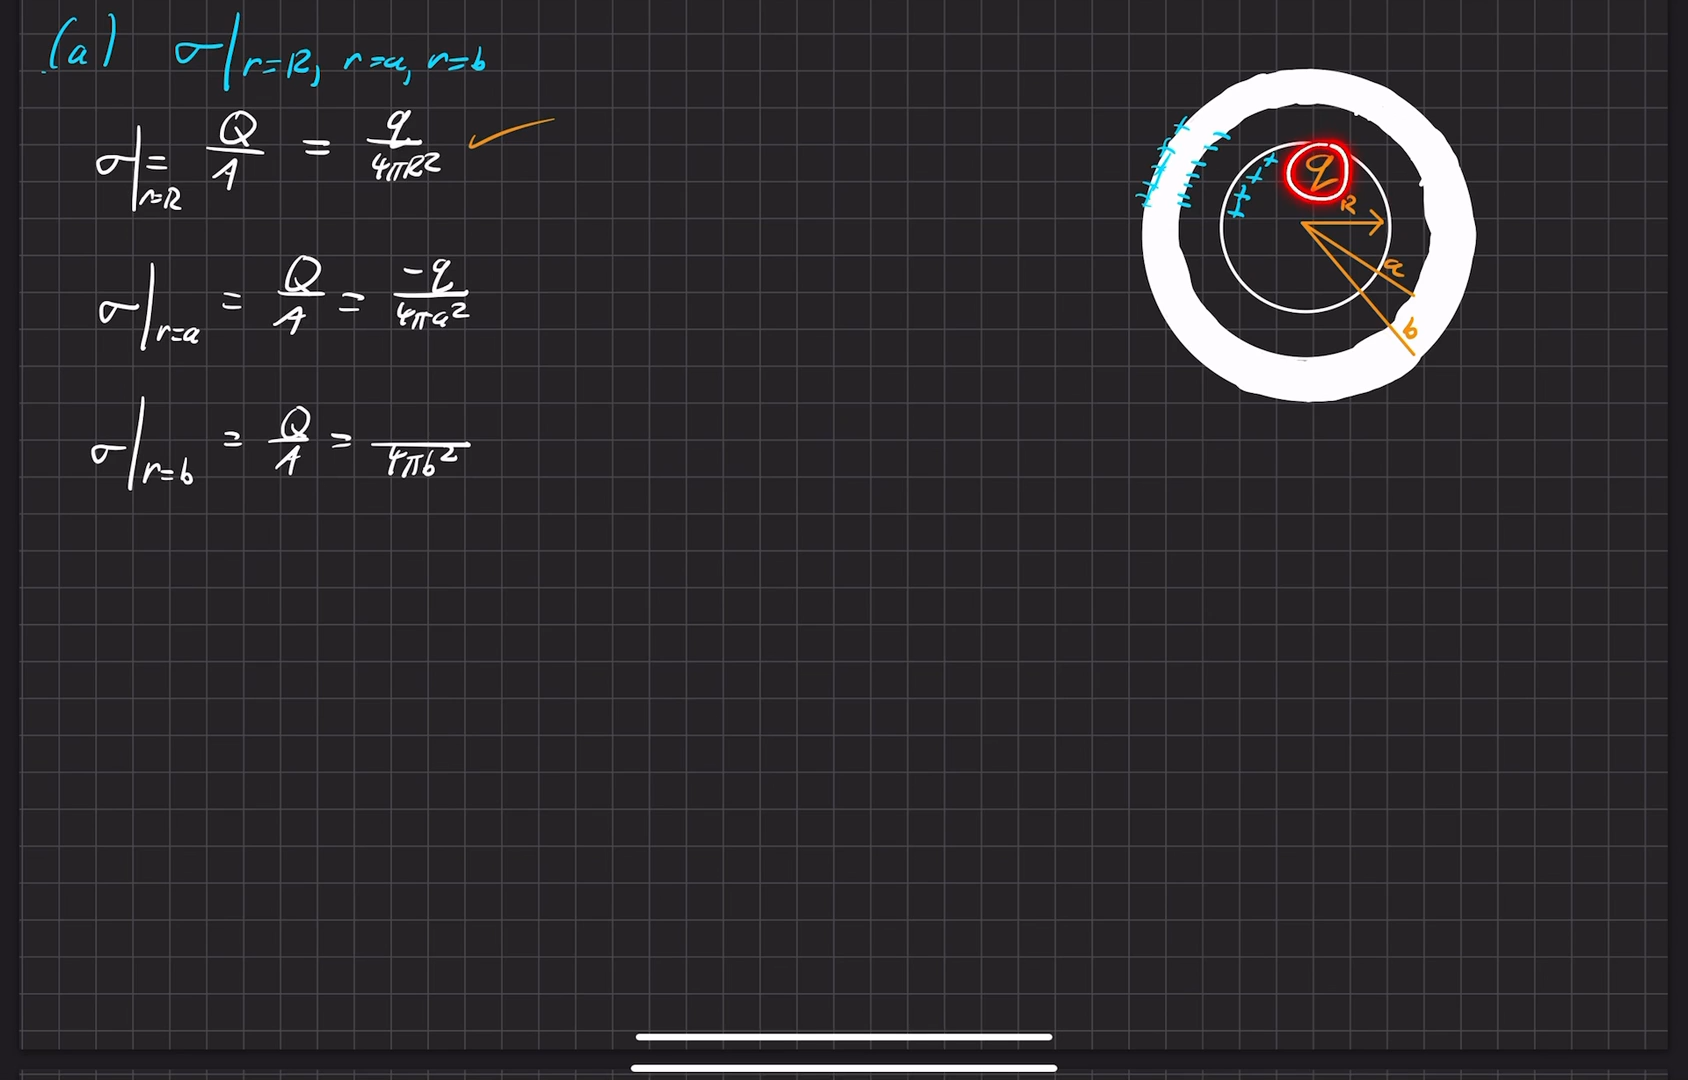 (a) σ|r=R, r=a, r=b
σ|r=R = Q/A = q/4πR²
σ|r=a = Q/A = -q/4πa²
σ|r=b = Q/A = /4πb²
+ + + + + - - - - - + + + + q
R
a
b